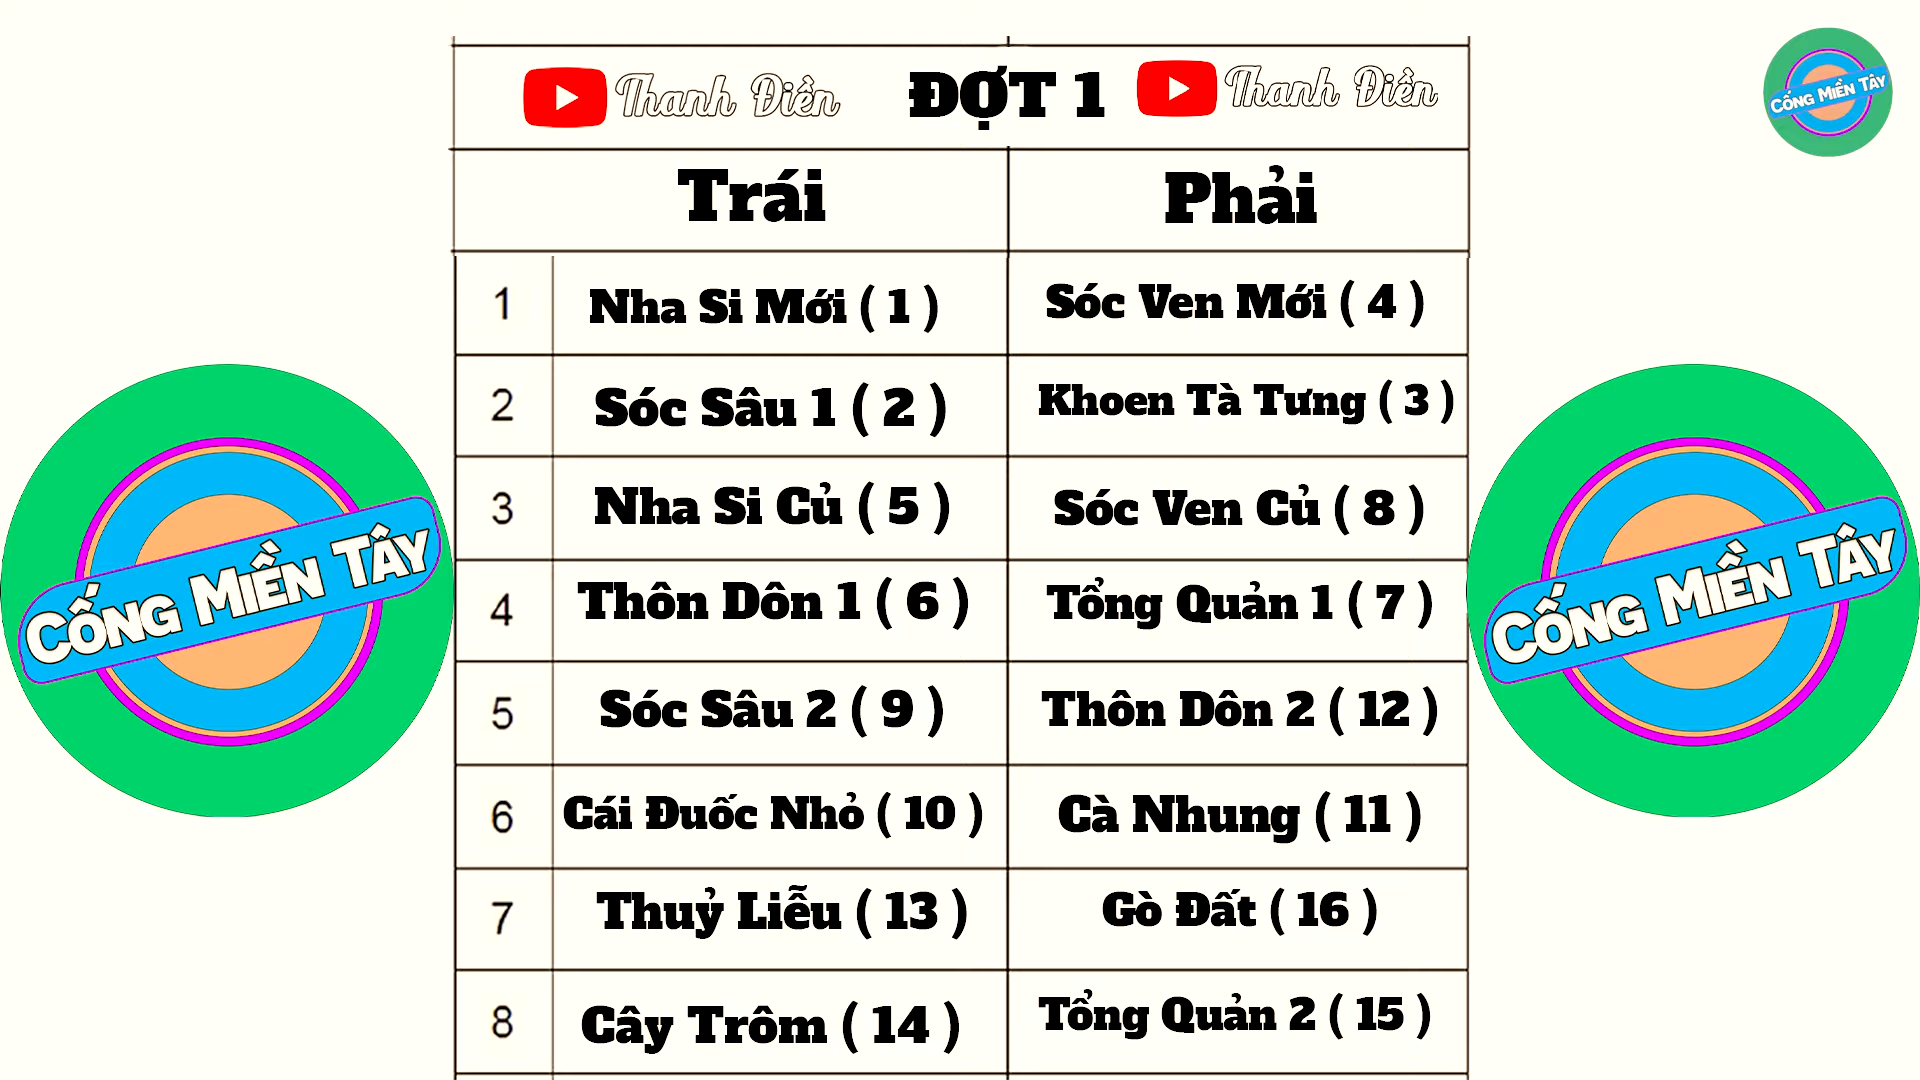 Thanh Điền ĐỢT 1 Thanh Điền
CỐNG MIỀN TÂY
Trái Phải
1 Nha Si Mới ( 1 ) Sóc Ven Mới ( 4 )
2 Sóc Sâu 1 ( 2 ) Khoen Tà Tưng ( 3 )
3 Nha Si Củ ( 5 ) Sóc Ven Củ ( 8 )
4 Thôn Dôn 1 ( 6 ) Tổng Quản 1 ( 7 )
CỐNG MIỀN TÂY
CỐNG MIỀN TÂY
5 Sóc Sâu 2 ( 9 ) Thôn Dôn 2 ( 12 )
6 Cái Đuốc Nhỏ ( 10 ) Cà Nhung ( 11 )
7 Thuỷ Liễu ( 13 ) Gò Đất ( 16 )
8 Cây Trôm ( 14 ) Tổng Quản 2 ( 15 )